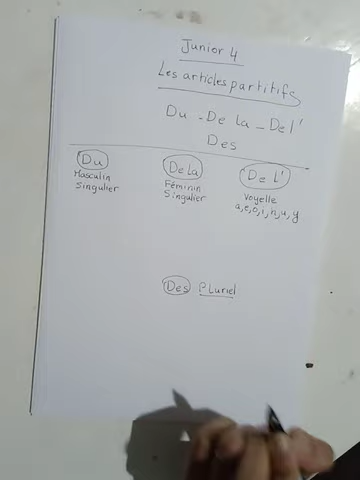 Junior 4
Les articles partitifs
Du - De la - De l'
Des
Du
Masculin
Singulier
De La
Féminin
Singulier
De L'
Voyelle
a, e, o, i, h, u, y
Des Pluriel